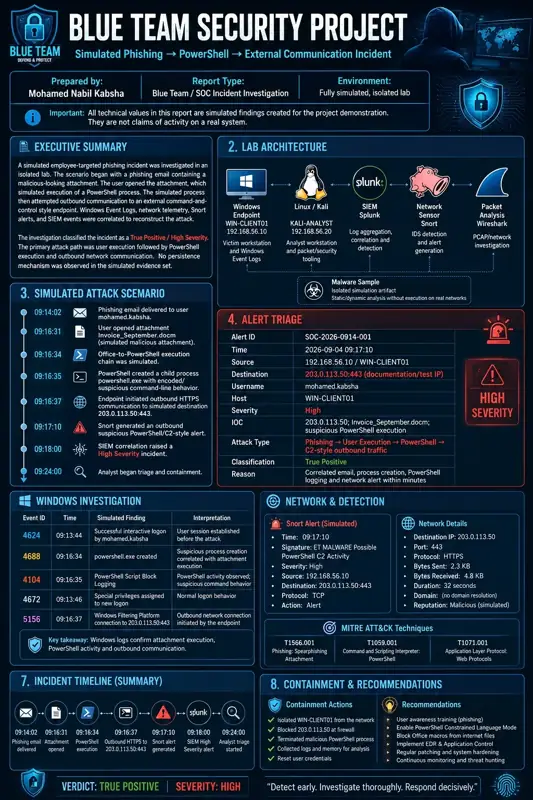 BLUE TEAM
DEFEND & PROTECT
BLUE TEAM SECURITY PROJECT
Simulated Phishing → PowerShell → External Communication Incident
Prepared by:
Mohamed Nabil Kabsha
Report Type:
Blue Team / SOC Incident Investigation
Environment:
Fully simulated, isolated lab
Important: All technical values in this report are simulated findings created for the project demonstration.
They are not claims of activity on a real system.
EXECUTIVE SUMMARY
A simulated employee-targeted phishing incident was investigated in an
isolated lab. The scenario began with a phishing email containing a
malicious-looking attachment. The user opened the attachment, which
simulated execution of a PowerShell process. The simulated process
then attempted outbound communication to an external command-and-
control-style endpoint. Windows Event Logs, network telemetry, Snort
alerts, and SIEM events were correlated to reconstruct the attack.
The investigation classified the incident as a True Positive / High Severity.
The primary attack path was user execution followed by PowerShell
execution and outbound network communication. No persistence
mechanism was observed in the simulated evidence set.
2. LAB ARCHITECTURE
Windows
Endpoint
WIN-CLIENT01
192.168.56.10
Victim workstation
and Windows
Event Logs
Linux / Kali
KALI-ANALYST
192.168.56.20
Analyst workstation
and packet/security
tooling
splunk>
SIEM
Splunk
Log aggregation,
correlation and
detection
Network
Sensor
Snort
IDS detection
and alert
generation
Packet
Analysis
Wireshark
PCAP/network
investigation
Malware Sample
Isolated simulation artifact
Static/dynamic analysis without execution on real networks
3. SIMULATED ATTACK SCENARIO
09:14:02 Phishing email delivered to user mohamed.kabsha.
09:16:31 User opened attachment Invoice_September.docm (simulated malicious attachment).
09:16:34 Office-to-PowerShell execution chain was simulated.
09:16:35 PowerShell created a child process powershell.exe with encoded/ suspicious command-line behavior.
09:16:37 Endpoint initiated outbound HTTPS communication to simulated destination 203.0.113.50:443.
09:17:10 Snort generated an outbound suspicious PowerShell/C2-style alert.
09:18:00 SIEM correlation raised a High Severity incident.
09:24:00 Analyst began triage and containment.
4. ALERT TRIAGE
Alert ID SOC-2026-0914-001
Time 2026-09-04 09:17:10
Source 192.168.56.10 / WIN-CLIENT01
Destination 203.0.113.50:443 (documentation/test IP)
Username mohamed.kabsha
Host WIN-CLIENT01
Severity High
IOC 203.0.113.50; Invoice_September.docm; suspicious PowerShell execution
Attack Type Phishing → User Execution → PowerShell → C2-style outbound traffic
Classification True Positive
Reason Correlated email, process creation, PowerShell logging and network alert within minutes
HIGH
SEVERITY
WINDOWS INVESTIGATION
Event ID Time Simulated Finding Interpretation
4624 09:13:44 Successful interactive logon by mohamed.kabsha User session established before the attack
4688 09:16:34 powershell.exe created Suspicious process creation correlated with attachment execution
4104 09:16:35 PowerShell Script Block Logging PowerShell activity observed; suspicious command behavior
4672 09:13:46 Special privileges assigned to new logon Normal logon behavior
5156 09:16:37 Windows Filtering Platform connection to 203.0.113.50:443 Outbound network connection initiated by the endpoint
Key takeaway: Windows logs confirm attachment execution,
PowerShell activity and outbound communication.
NETWORK & DETECTION
Snort Alert (Simulated)
• Time: 09:17:10
• Signature: ET MALWARE Possible
PowerShell C2 Activity
• Severity: High
• Source: 192.168.56.10
• Destination: 203.0.113.50:443
• Protocol: TCP
• Action: Alert
Network Details
• Destination IP: 203.0.113.50
• Port: 443
• Protocol: HTTPS
• Bytes Sent: 2.3 KB
• Bytes Received: 4.8 KB
• Duration: 32 seconds
• Domain: (no domain resolution)
• Reputation: Malicious (simulated)
MITRE ATT&CK Techniques
T1566.001
Phishing: Spearphishing
Attachment
T1059.001
Command and Scripting Interpreter:
PowerShell
T1071.001
Application Layer Protocol:
Web Protocols
7. INCIDENT TIMELINE (SUMMARY)
splunk>
09:14:02
Phishing email
delivered
09:16:31
Attachment
opened
09:16:34
PowerShell
execution
09:16:37
Outbound HTTPS to
203.0.113.50:443
09:17:10
Snort alert
generated
09:18:00
SIEM High
Severity alert
09:24:00
Analyst triage
started
8. CONTAINMENT & RECOMMENDATIONS
Containment Actions
✓ Isolated WIN-CLIENT01 from the network
✓ Blocked 203.0.113.50 at firewall
✓ Terminated malicious PowerShell process
✓ Collected logs and memory for analysis
✓ Reset user credentials
Recommendations
• User awareness training (phishing)
• Enable PowerShell Constrained Language Mode
• Block Office macros from internet files
• Implement EDR & Application Control
• Regular patching and system hardening
• Continuous monitoring and threat hunting
VERDICT: TRUE POSITIVE | SEVERITY: HIGH
"Detect early. Investigate thoroughly. Respond decisively."